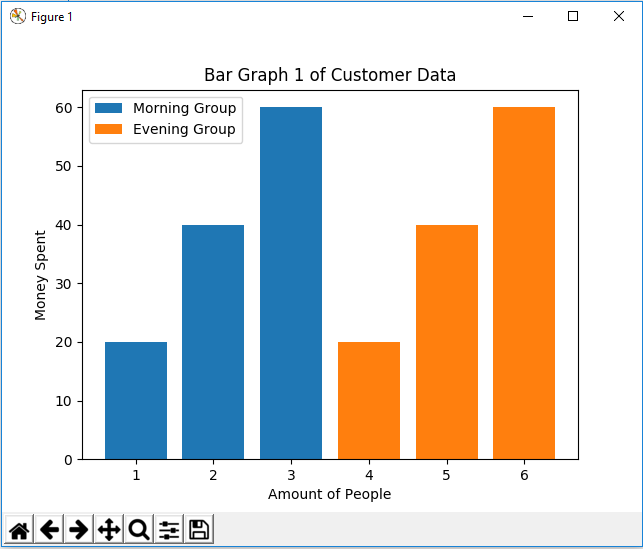 Figure 1
Bar Graph 1 of Customer Data
Morning Group
Evening Group
60
50
40
30
20
10
0
Money Spent
1 2 3 4 5 6
Amount of People